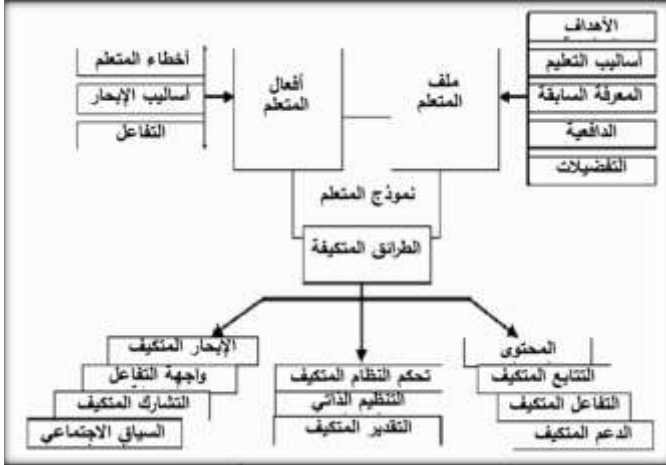 الأهداف
أساليب التعليم
المعرفة السابقة
الدافعية
التفضيلات
ملف
المتعلم
أفعال
المتعلم
أخطاء المتعلم
أساليب الإبحار
التفاعل
نموذج المتعلم
الطرائق المتكيفة
المحتوى
التتابع المتكيف
التفاعل المتكيف
الدعم المتكيف
تحكم النظام المتكيف
التنظيم الذاتي
التقدير المتكيف
الإبحار المتكيف
واجهة التفاعل
التشارك المتكيف
السياق الاجتماعي